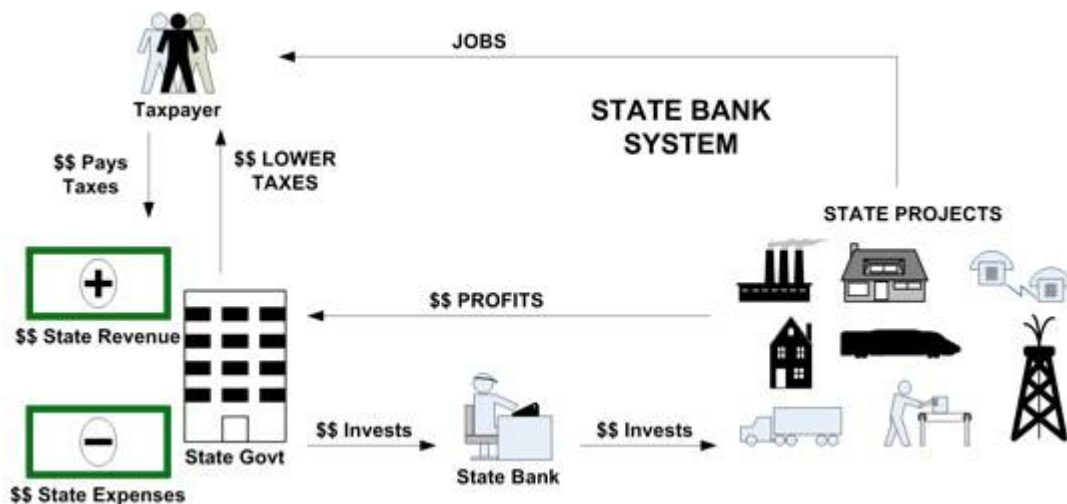 JOBS
STATE BANK
SYSTEM
Taxpayer
$$ Pays
Taxes
$$ LOWER
TAXES
STATE PROJECTS
$$ PROFITS
$$ State Revenue
$$ Invests
$$ Invests
State Govt
State Bank
$$ State Expenses